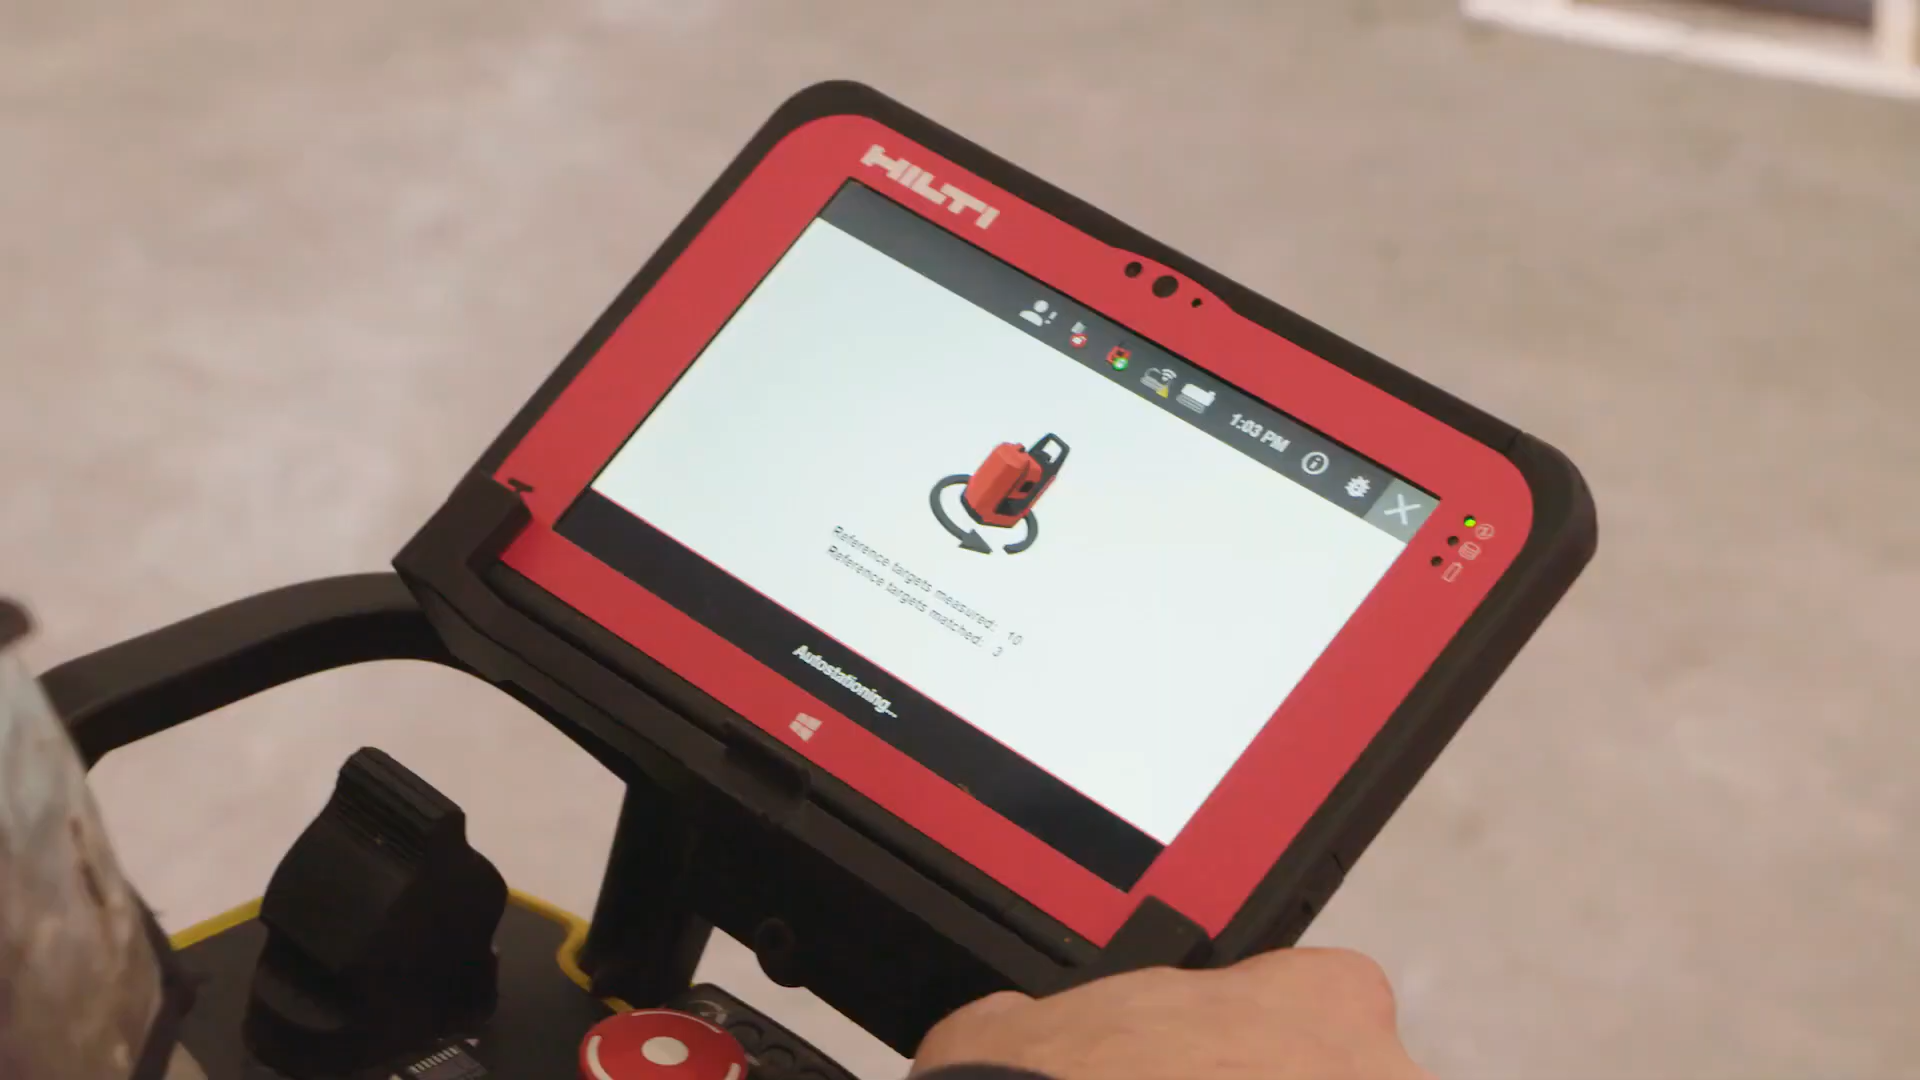 HILTI
1:03 PM
Reference targets measured: 10
Reference targets matched: 3
Autostationing...